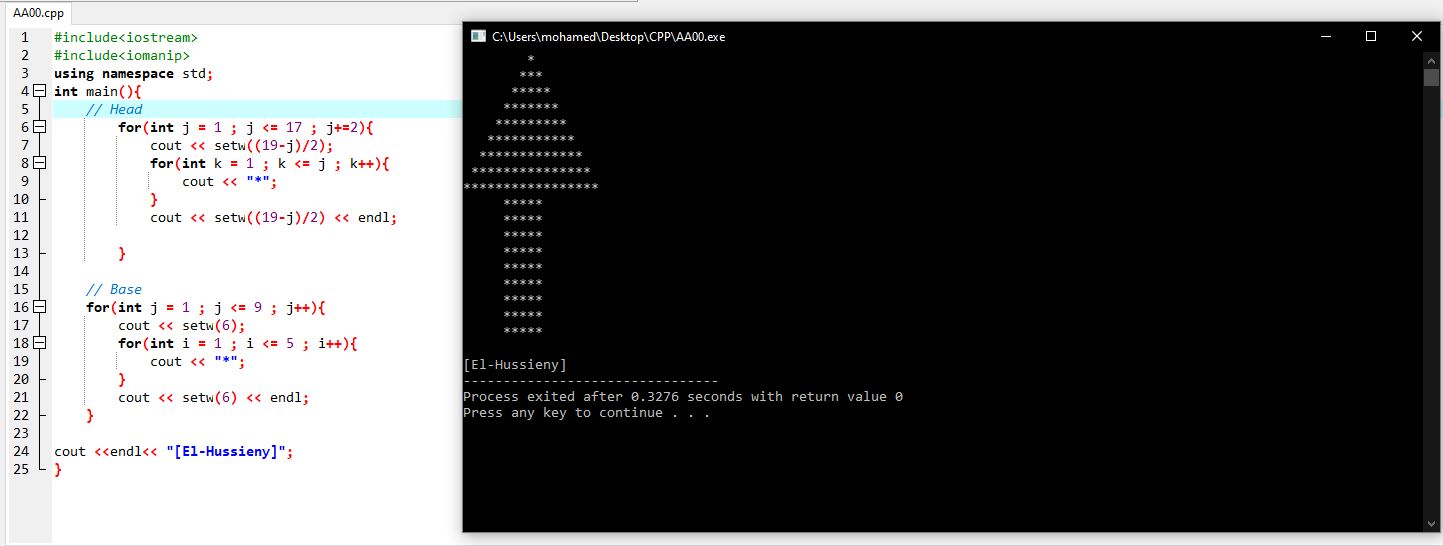 AA00.cpp
1 #include<iostream>
2 #include<iomanip>
3 using namespace std;
4 int main(){
5     // Head
6         for(int j = 1 ; j <= 17 ; j+=2){
7             cout << setw((19-j)/2);
8             for(int k = 1 ; k <= j ; k++){
9                 cout << "*";
10             }
11             cout << setw((19-j)/2) << endl;
12
13         }
14
15     // Base
16     for(int j = 1 ; j <= 9 ; j++){
17         cout << setw(6);
18         for(int i = 1 ; i <= 5 ; i++){
19             cout << "*";
20         }
21         cout << setw(6) << endl;
22     }
23
24 cout <<endl<< "[El-Hussieny]";
25 }
C:\Users\mohamed\Desktop\CPP\AA00.exe
        *
       ***
      *****
     *******
    *********
   ***********
  *************
 ***************
*****************
     *****
     *****
     *****
     *****
     *****
     *****
     *****
     *****
     *****
[El-Hussieny]
--------------------------------
Process exited after 0.3276 seconds with return value 0
Press any key to continue . . .